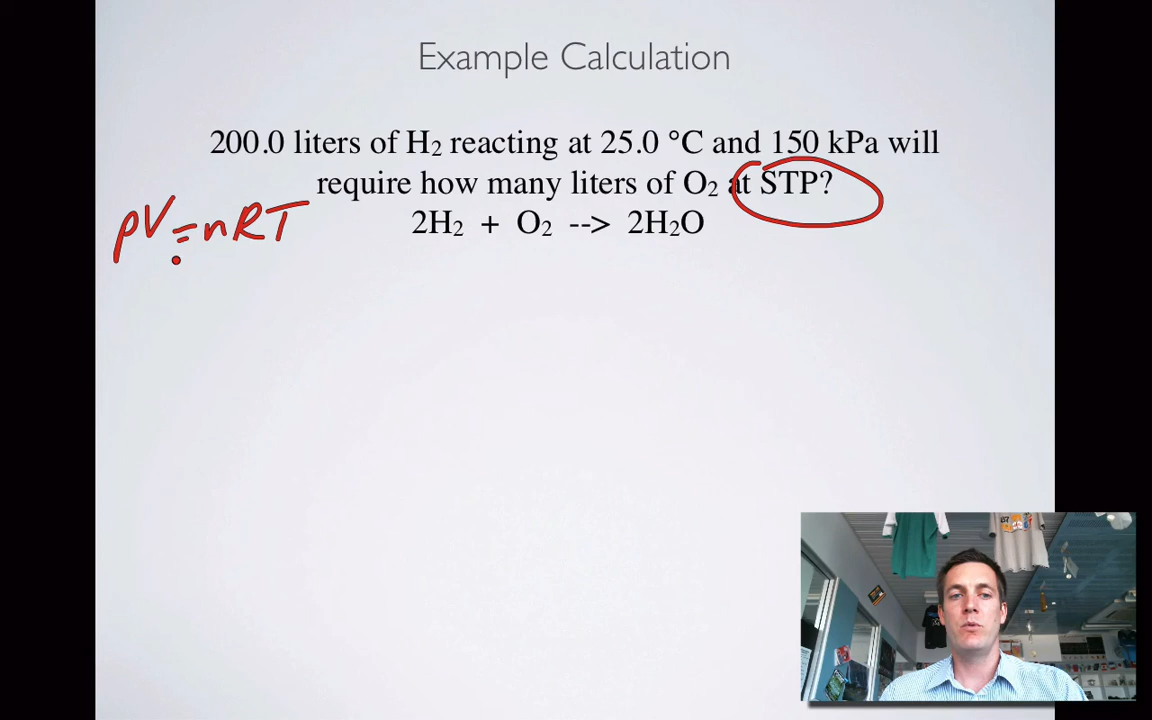 Example Calculation
200.0 liters of H₂ reacting at 25.0 °C and 150 kPa will
require how many liters of O₂ at STP?
pV=nRT
2H₂ + O₂ --> 2H₂O